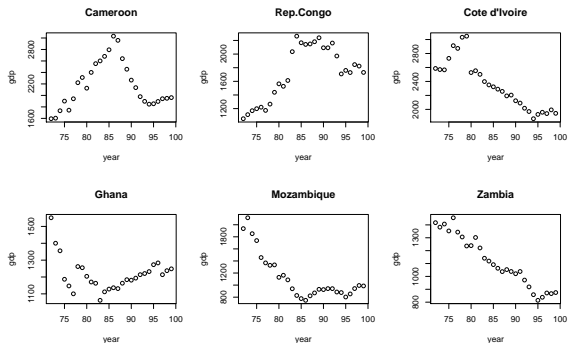 Cameroon
gdp
1600 2200 2800
75 80 85 90 95 100
year
Rep.Congo
gdp
1200 1600 2200
75 80 85 90 95 100
year
Cote d'Ivoire
gdp
2000 2400 2800
75 80 85 90 95 100
year
Ghana
gdp
1100 1300 1500
75 80 85 90 95 100
year
Mozambique
gdp
800 1200 1800
75 80 85 90 95 100
year
Zambia
gdp
800 1000 1300
75 80 85 90 95 100
year